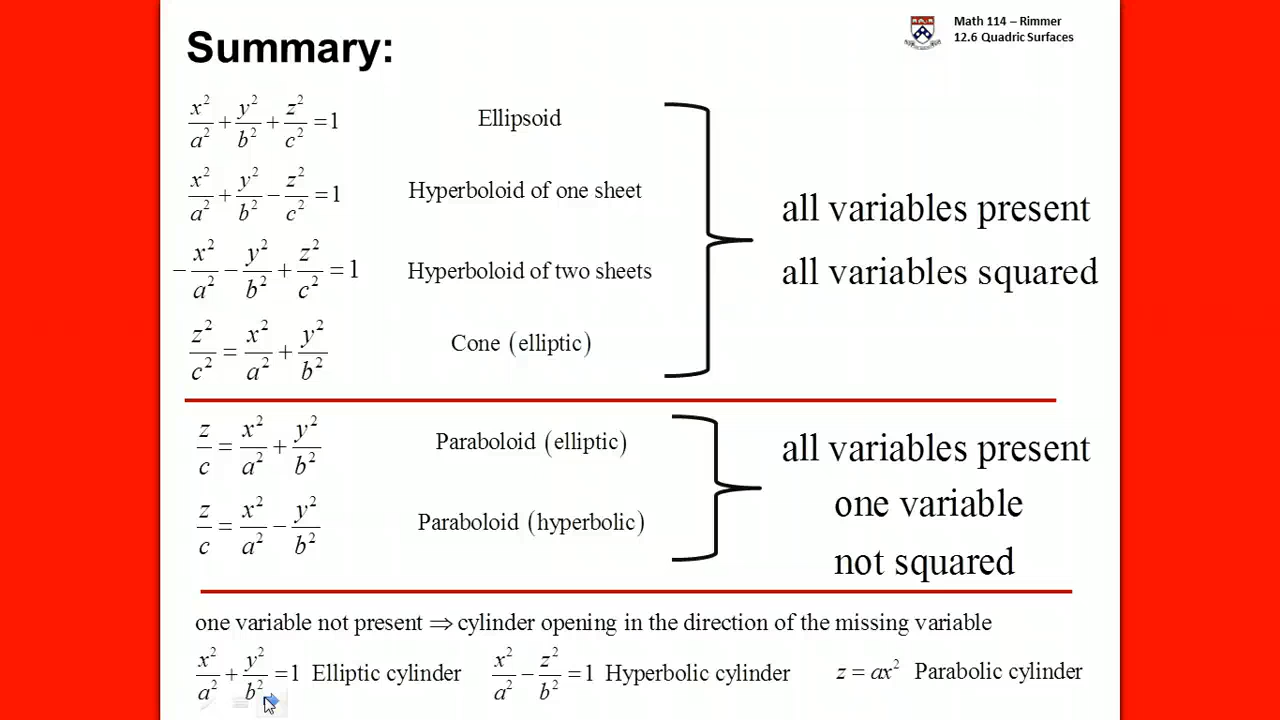 Math 114 – Rimmer
12.6 Quadric Surfaces
Summary:
x²/a² + y²/b² + z²/c² = 1 Ellipsoid
x²/a² + y²/b² − z²/c² = 1 Hyperboloid of one sheet
−x²/a² − y²/b² + z²/c² = 1 Hyperboloid of two sheets
z²/c² = x²/a² + y²/b² Cone (elliptic)
all variables present
all variables squared
z/c = x²/a² + y²/b² Paraboloid (elliptic)
z/c = x²/a² − y²/b² Paraboloid (hyperbolic)
all variables present
one variable
not squared
one variable not present ⇒ cylinder opening in the direction of the missing variable
x²/a² + y²/b² = 1 Elliptic cylinder x²/a² − z²/b² = 1 Hyperbolic cylinder z = ax² Parabolic cylinder